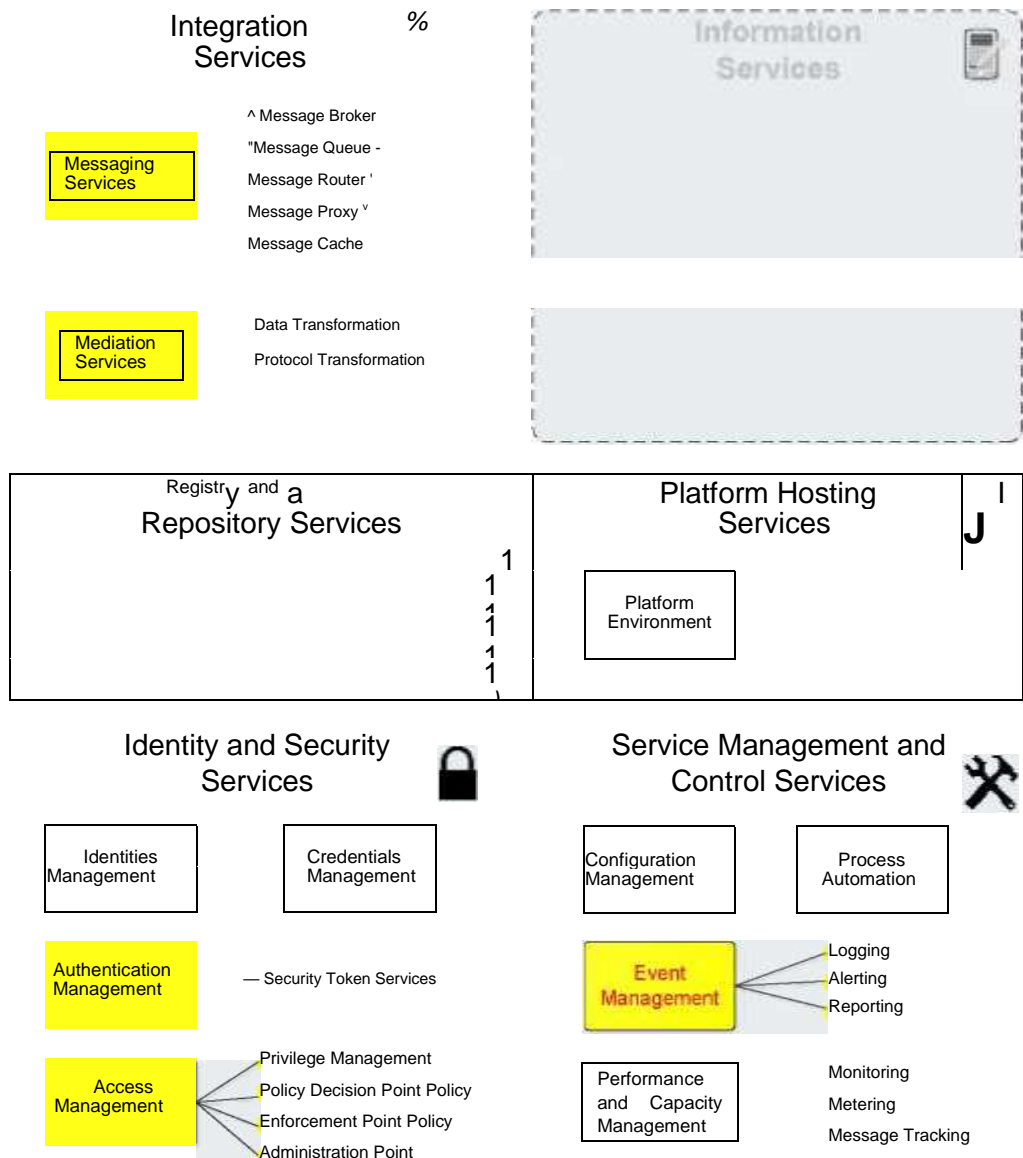 Integration
Services
%
Information
Services
Messaging
Services
^ Message Broker
"Message Queue -
Message Router '
Message Proxy v
Message Cache
Mediation
Services
Data Transformation
Protocol Transformation
Registry and a
Repository Services
1
1
1
1
1
1
\
Platform Hosting
Services
I
J
Platform
Environment
Identity and Security
Services
Identities
Management
Credentials
Management
Authentication
Management
— Security Token Services
Access
Management
Privilege Management
Policy Decision Point Policy
Enforcement Point Policy
Administration Point
Service Management and
Control Services
Configuration
Management
Process
Automation
Event
Management
Logging
Alerting
Reporting
Performance
and Capacity
Management
Monitoring
Metering
Message Tracking